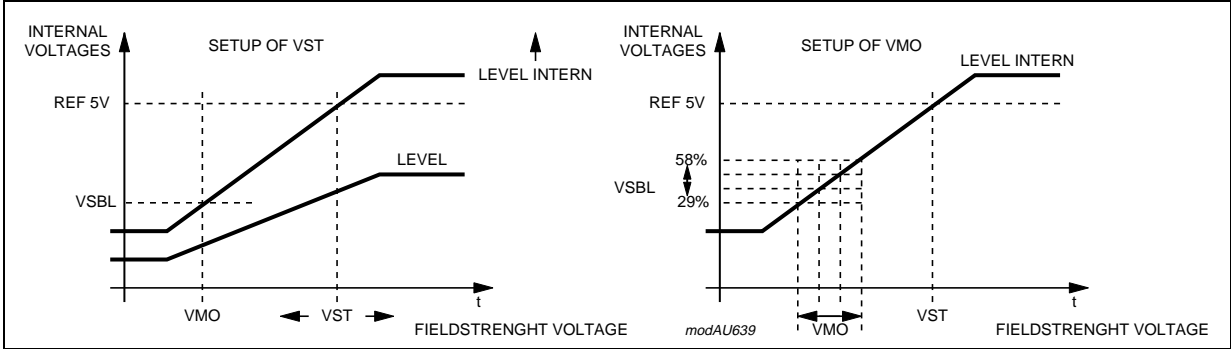 INTERNAL
VOLTAGES
SETUP OF VST
LEVEL INTERN
REF 5V
LEVEL
VSBL
t
VMO
VST
FIELDSTRENGHT VOLTAGE
INTERNAL
VOLTAGES
SETUP OF VMO
LEVEL INTERN
REF 5V
58%
VSBL
29%
t
VMO
VST
modAU639
FIELDSTRENGHT VOLTAGE